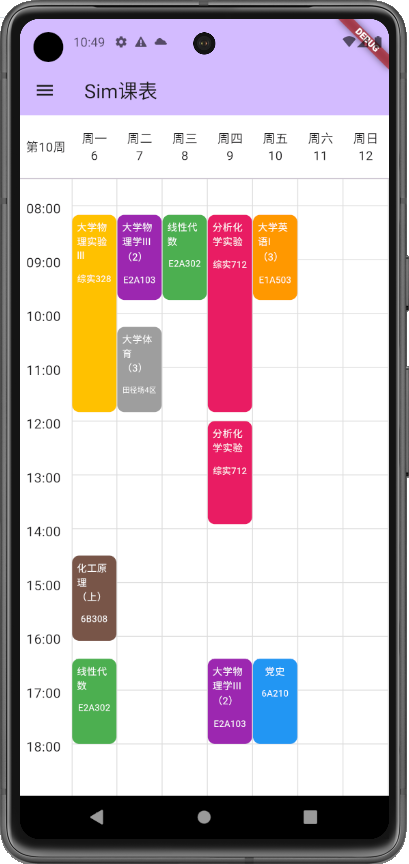 10:49
DEBUG
Sim课表
第10周
周一
6
周二
7
周三
8
周四
9
周五
10
周六
11
周日
12
08:00
09:00
10:00
11:00
12:00
13:00
14:00
15:00
16:00
17:00
18:00
大学物
理实验
III
综实328
化工原
理
（上）
6B308
线性代
数
E2A302
大学物
理学III
（2）
E2A103
大学体
育
（3）
田径场4区
线性代
数
E2A302
分析化
学实验
综实712
分析化
学实验
综实712
大学物
理学III
（2）
E2A103
大学英
语I
（3）
E1A503
党史
6A210